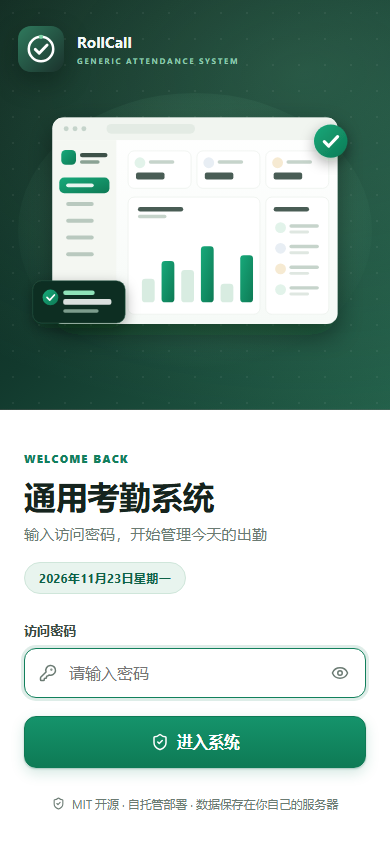 RollCall
GENERIC ATTENDANCE SYSTEM
WELCOME BACK
通用考勤系统
输入访问密码，开始管理今天的出勤
2026年11月23日星期一
访问密码
请输入密码
进入系统
MIT 开源 · 自托管部署 · 数据保存在你自己的服务器